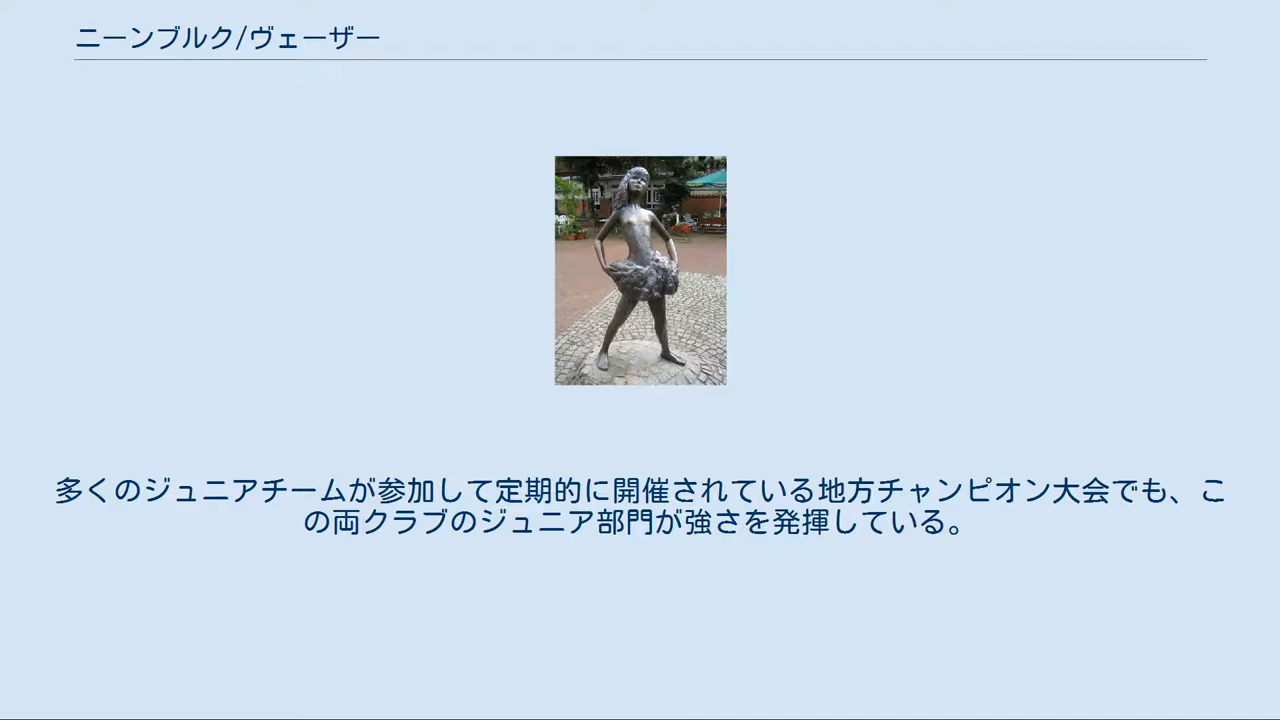 ニーンブルク/ヴェーザー
多くのジュニアチームが参加して定期的に開催されている地方チャンピオン大会でも、こ
の両クラブのジュニア部門が強さを発揮している。